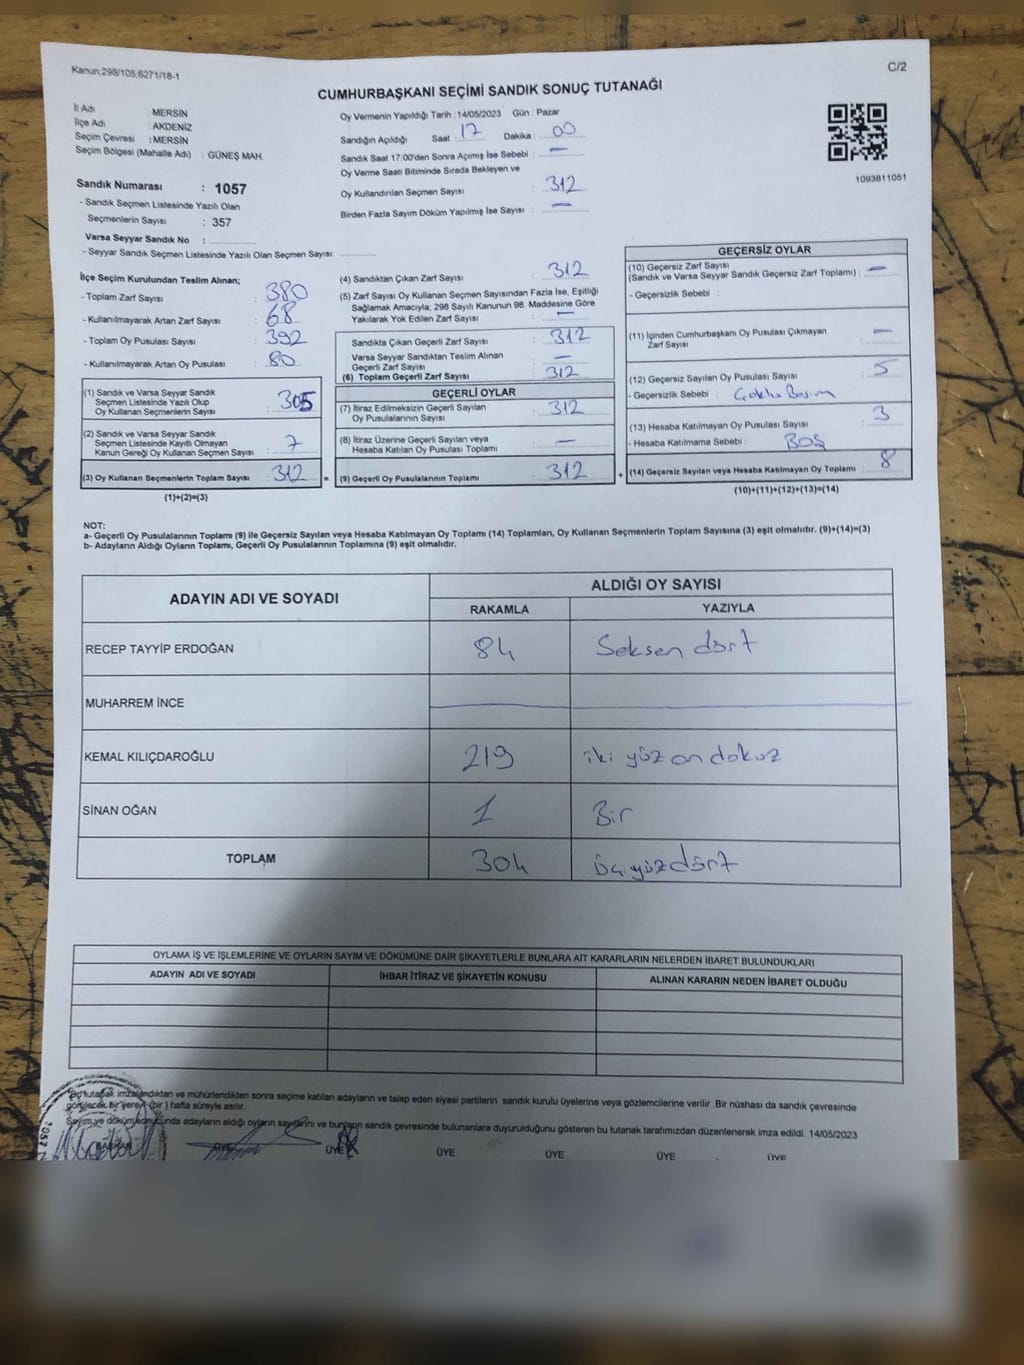 Kanun,298/105;6271/18-1
C/2
CUMHURBAŞKANI SEÇİMİ SANDIK SONUÇ TUTANAĞI
İl Adı : MERSİN
İlçe Adı : AKDENİZ
Seçim Çevresi : MERSİN
Seçim Bölgesi (Mahalle Adı) : GÜNEŞ MAH.
Sandık Numarası : 1057
- Sandık Seçmen Listesinde Yazılı Olan
Seçmenlerin Sayısı : 357
Varsa Seyyar Sandık No :
- Seyyar Sandık Seçmen Listesinde Yazılı Olan Seçmen Sayısı:
Oy Vermenin Yapıldığı Tarih : 14/05/2023 Gün : Pazar
Sandığın Açıldığı Saat : 17 Dakika : 00
Sandık Saat 17:00'den Sonra Açımış İse Sebebi : —
Oy Verme Saati Bitiminde Sırada Bekleyen ve
Oy Kullandırılan Seçmen Sayısı : 312
Birden Fazla Sayım Döküm Yapılmış İse Sayısı : —
1093811051
İlçe Seçim Kurulundan Teslim Alınan;
- Toplam Zarf Sayısı : 380
- Kullanılmayarak Artan Zarf Sayısı : 68
- Toplam Oy Pusulası Sayısı : 392
- Kullanılmayarak Artan Oy Pusulası : 80
(1) Sandık ve Varsa Seyyar Sandık
Seçmen Listesinde Yazılı Olup
Oy Kullanan Seçmenlerin Sayısı : 305
(2) Sandık ve Varsa Seyyar Sandık
Seçmen Listesinde Kayıtlı Olmayan
Kanun Gereği Oy Kullanan Seçmen Sayısı : 7
(3) Oy Kullanan Seçmenlerin Toplam Sayısı : 312
(1)+(2)=(3)
(4) Sandıktan Çıkan Zarf Sayısı : 312
(5) Zarf Sayısı Oy Kullanan Seçmen Sayısından Fazla İse, Eşitliği
Sağlamak Amacıyla; 298 Sayılı Kanunun 98. Maddesine Göre
Yakılarak Yok Edilen Zarf Sayısı : —
Sandıkta Çıkan Geçerli Zarf Sayısı : 312
Varsa Seyyar Sandıktan Teslim Alınan
Geçerli Zarf Sayısı : —
(6) Toplam Geçerli Zarf Sayısı : 312
GEÇERLİ OYLAR
(7) İtiraz Edilmeksizin Geçerli Sayılan
Oy Pusulalarının Sayısı : 312
(8) İtiraz Üzerine Geçerli Sayılan veya
Hesaba Katılan Oy Pusulası Toplamı : —
= (9) Geçerli Oy Pusulalarının Toplamı : 312 +
GEÇERSİZ OYLAR
(10) Geçersiz Zarf Sayısı
(Sandık ve Varsa Seyyar Sandık Geçersiz Zarf Toplamı) : —
- Geçersizlik Sebebi :
(11) İçinden Cumhurbaşkanı Oy Pusulası Çıkmayan
Zarf Sayısı : —
(12) Geçersiz Sayılan Oy Pusulası Sayısı : 5
- Geçersizlik Sebebi : Basım
(13) Hesaba Katılmayan Oy Pusulası Sayısı : 3
- Hesaba Katılmama Sebebi : BOŞ
(14) Geçersiz Sayılan veya Hesaba Katılmayan Oy Toplamı : 8
(10)+(11)+(12)+(13)=(14)
NOT:
a- Geçerli Oy Pusulalarının Toplamı (9) ile Geçersiz Sayılan veya Hesaba Katılmayan Oy Toplamı (14) Toplamları, Oy Kullanan Seçmenlerin Toplam Sayısına (3) eşit olmalıdır. (9)+(14)=(3)
b- Adayların Aldığı Oyların Toplamı, Geçerli Oy Pusulalarının Toplamına (9) eşit olmalıdır.
ADAYIN ADI VE SOYADI
ALDIĞI OY SAYISI
RAKAMLA YAZIYLA
RECEP TAYYİP ERDOĞAN 84 Seksen dört
MUHARREM İNCE
KEMAL KILIÇDAROĞLU 219 iki yüz on dokuz
SİNAN OĞAN 1 Bir
TOPLAM 304 üçyüzdört
OYLAMA İŞ VE İŞLEMLERİNE VE OYLARIN SAYIM VE DÖKÜMÜNE DAİR ŞİKAYETLERLE BUNLARA AİT KARARLARIN NELERDEN İBARET BULUNDUKLARI
ADAYIN ADI VE SOYADI İHBAR İTİRAZ VE ŞİKAYETİN KONUSU ALINAN KARARIN NEDEN İBARET OLDUĞU
Bu tutanak imzalandıktan ve mühürlendikten sonra seçime katılan adayların ve talep eden siyasi partilerin sandık kurulu üyelerine veya gözlemcilerine verilir .Bir nüshası da sandık çevresinde
görülecek bir yere 1 (bir ) hafta süreyle asılır.
Sayım ve döküm sonucunda adayların aldığı oyların sayılarını ve bunların sandık çevresinde bulunanlara duyurulduğunu gösteren bu tutanak tarafımızdan düzenlenerek imza edildi. 14/05/2023
BAŞKAN ÜYE ÜYE ÜYE ÜYE ÜYE ÜYE